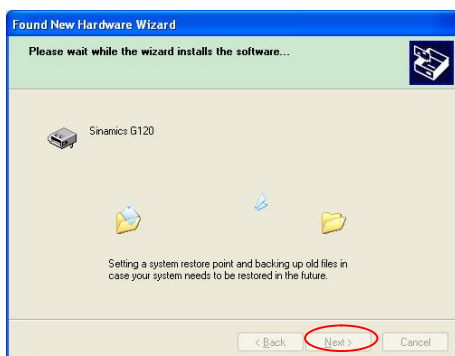 Found New Hardware Wizard
Please wait while the wizard installs the software...
Sinamics G120
Setting a system restore point and backing up old files in
case your system needs to be restored in the future.
< Back Next > Cancel